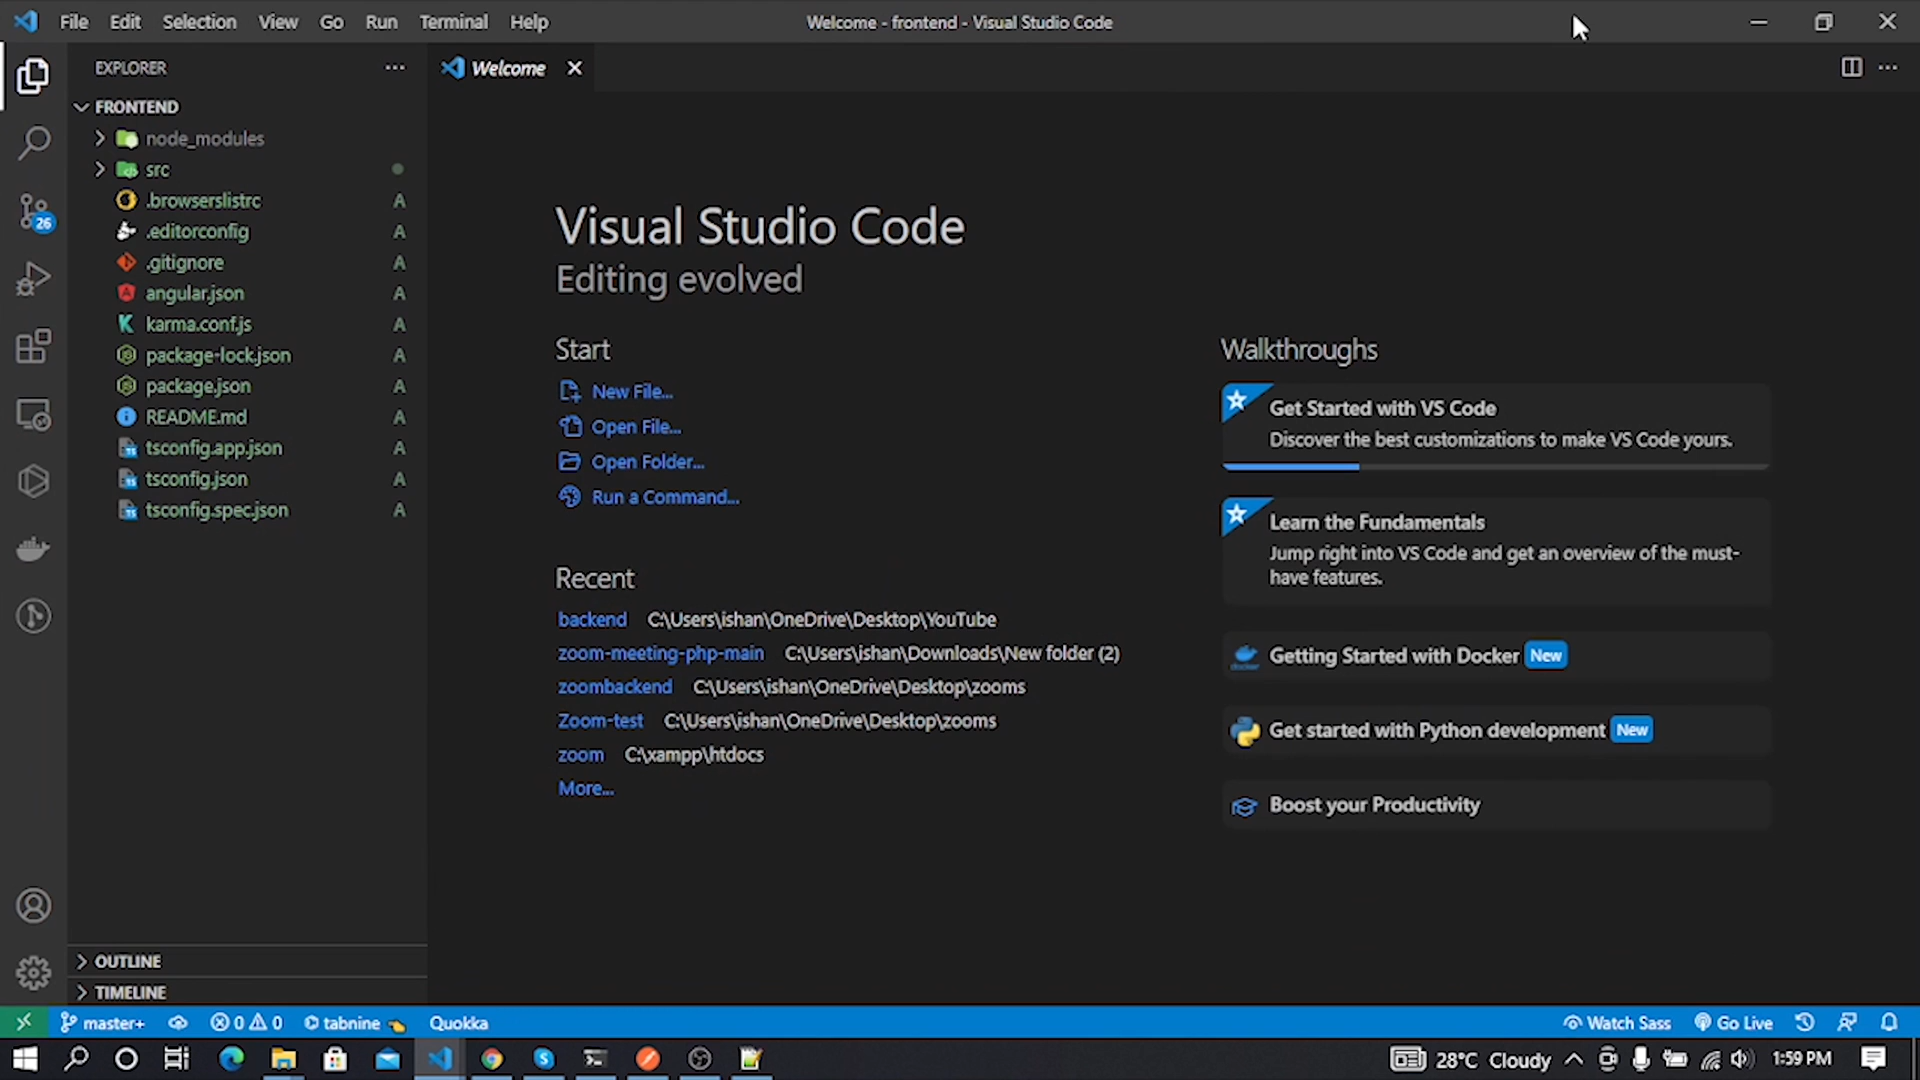 File Edit Selection View Go Run Terminal Help
Welcome - frontend - Visual Studio Code
EXPLORER
Welcome
FRONTEND
node_modules
src
.browserslistrc A
.editorconfig A
.gitignore A
angular.json A
karma.conf.js A
package-lock.json A
package.json A
README.md A
tsconfig.app.json A
tsconfig.json A
tsconfig.spec.json A
26
Visual Studio Code
Editing evolved
Start
New File...
Open File...
Open Folder...
Run a Command...
Recent
backend C:\Users\ishan\OneDrive\Desktop\YouTube
zoom-meeting-php-main C:\Users\ishan\Downloads\New folder (2)
zoombackend C:\Users\ishan\OneDrive\Desktop\zooms
Zoom-test C:\Users\ishan\OneDrive\Desktop\zooms
zoom C:\xampp\htdocs
More...
Walkthroughs
Get Started with VS Code
Discover the best customizations to make VS Code yours.
Learn the Fundamentals
Jump right into VS Code and get an overview of the must-
have features.
Getting Started with Docker New
Get started with Python development New
Boost your Productivity
OUTLINE
TIMELINE
master+ 0 0 tabnine Quokka
Watch Sass Go Live
28°C Cloudy 1:59 PM